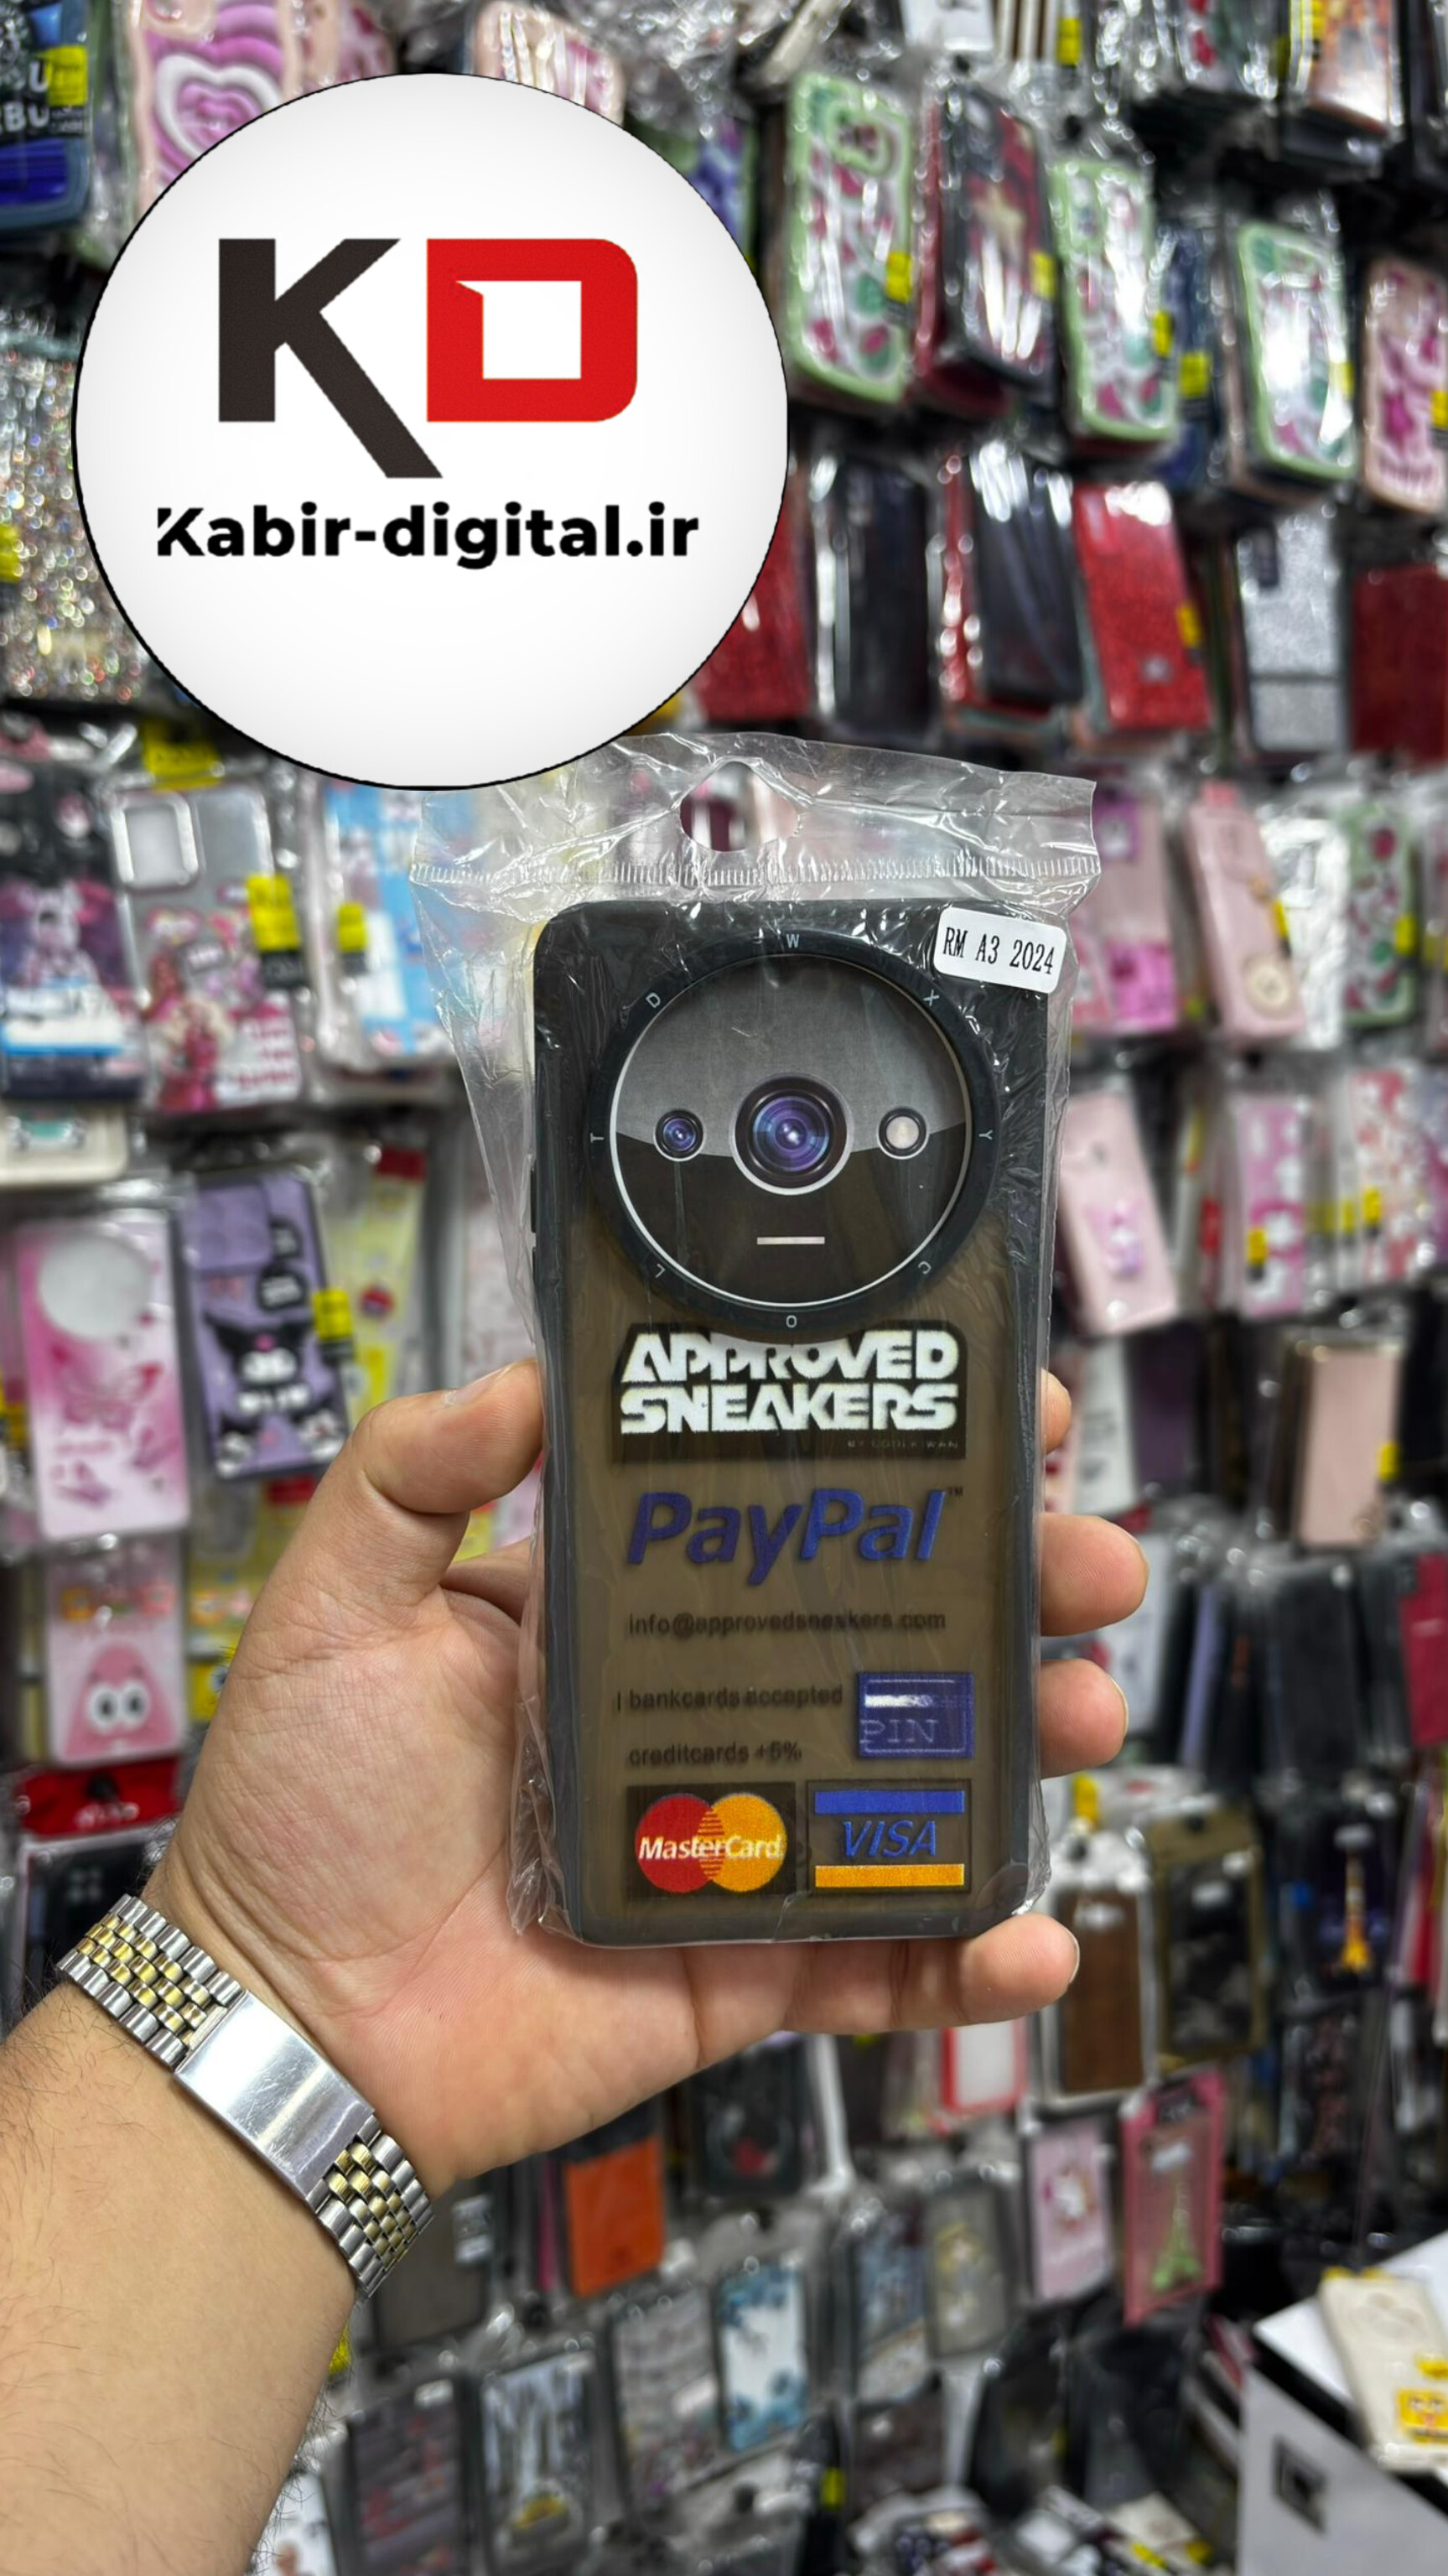 KD
Kabir-digital.ir
RM A3 2024
W
D
X
T
Y
L
C
O
APPROVED
SNEAKERS
PayPal™
info@approvedsneakers.com
bankcards accepted
PIN
creditcards +5%
MasterCard
VISA